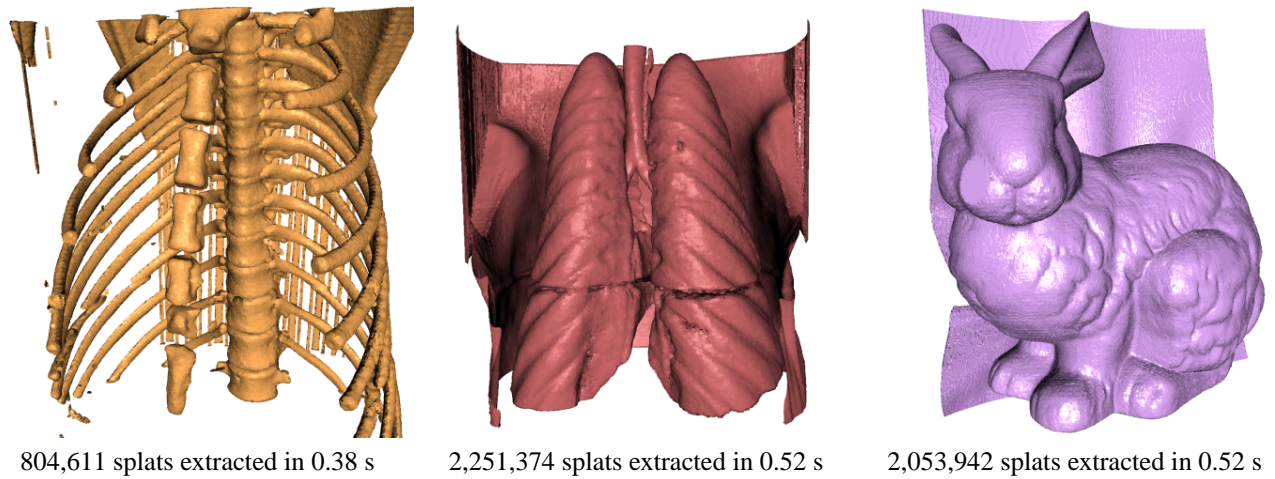 804,611 splats extracted in 0.38 s
2,251,374 splats extracted in 0.52 s
2,053,942 splats extracted in 0.52 s